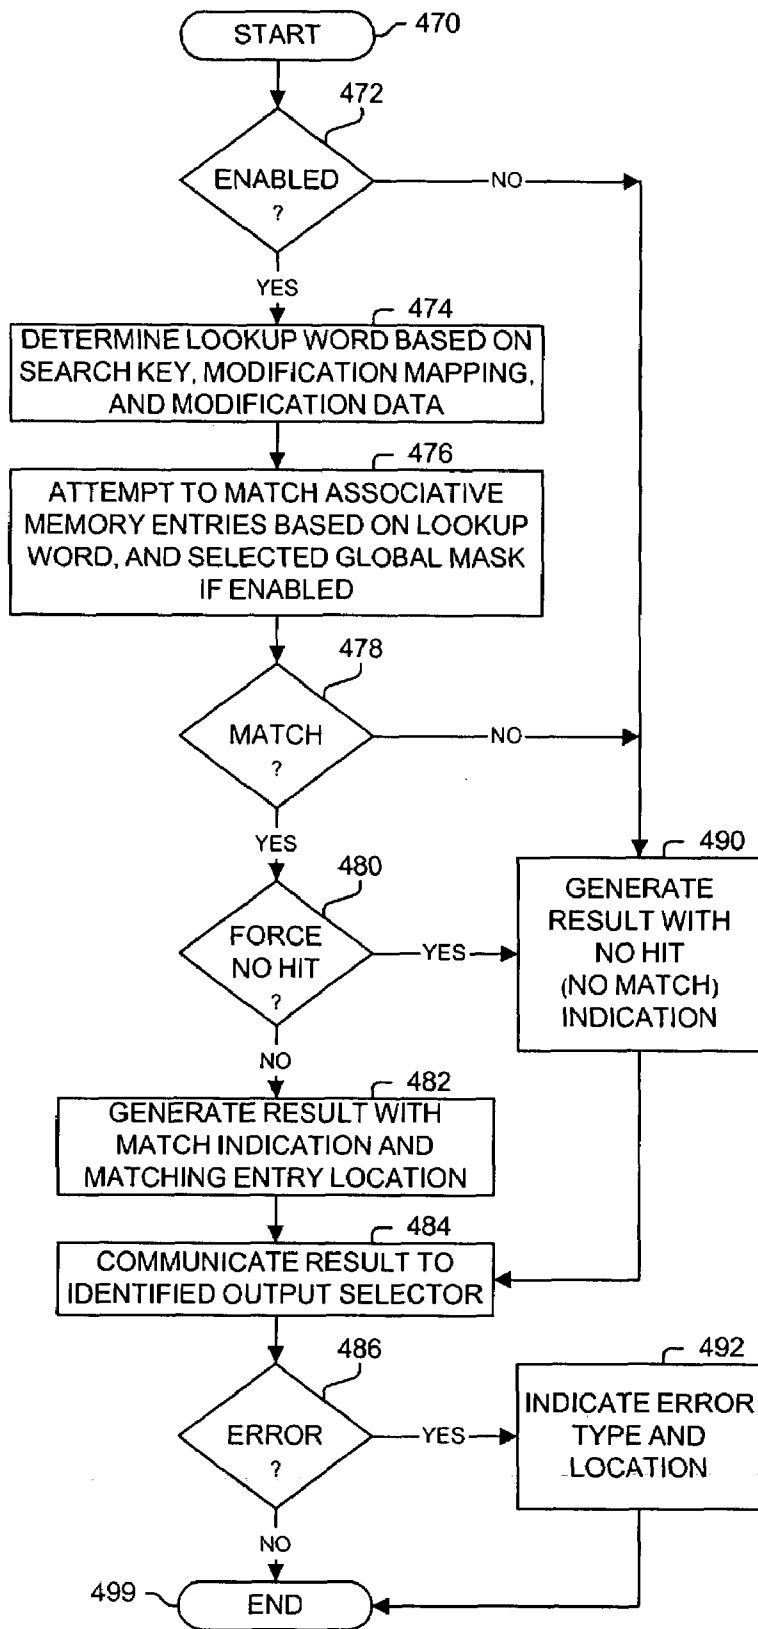 START
470
472
ENABLED
?
NO
YES
474
DETERMINE LOOKUP WORD BASED ON
SEARCH KEY, MODIFICATION MAPPING,
AND MODIFICATION DATA
476
ATTEMPT TO MATCH ASSOCIATIVE
MEMORY ENTRIES BASED ON LOOKUP
WORD, AND SELECTED GLOBAL MASK
IF ENABLED
478
MATCH
?
NO
YES
480
FORCE
NO HIT
?
YES
490
GENERATE
RESULT WITH
NO HIT
(NO MATCH)
INDICATION
NO
482
GENERATE RESULT WITH
MATCH INDICATION AND
MATCHING ENTRY LOCATION
484
COMMUNICATE RESULT TO
IDENTIFIED OUTPUT SELECTOR
486
ERROR
?
YES
492
INDICATE ERROR
TYPE AND
LOCATION
NO
499
END